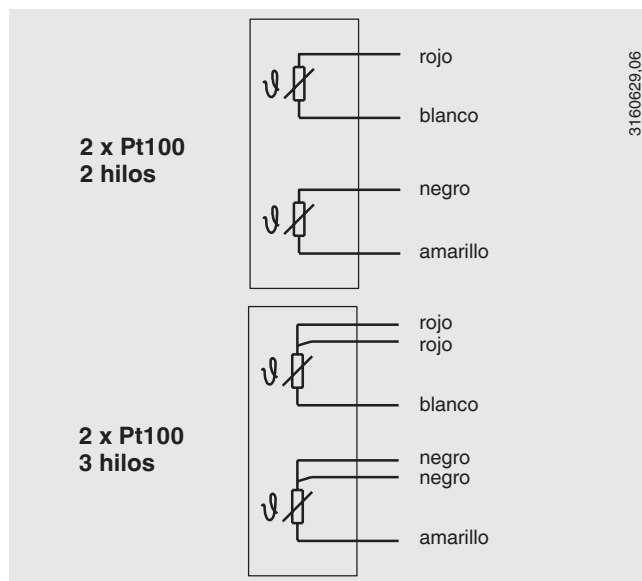 rojo
blanco
2 x Pt100
2 hilos
negro
amarillo
rojo
rojo
blanco
2 x Pt100
3 hilos
negro
negro
amarillo
3160629.06